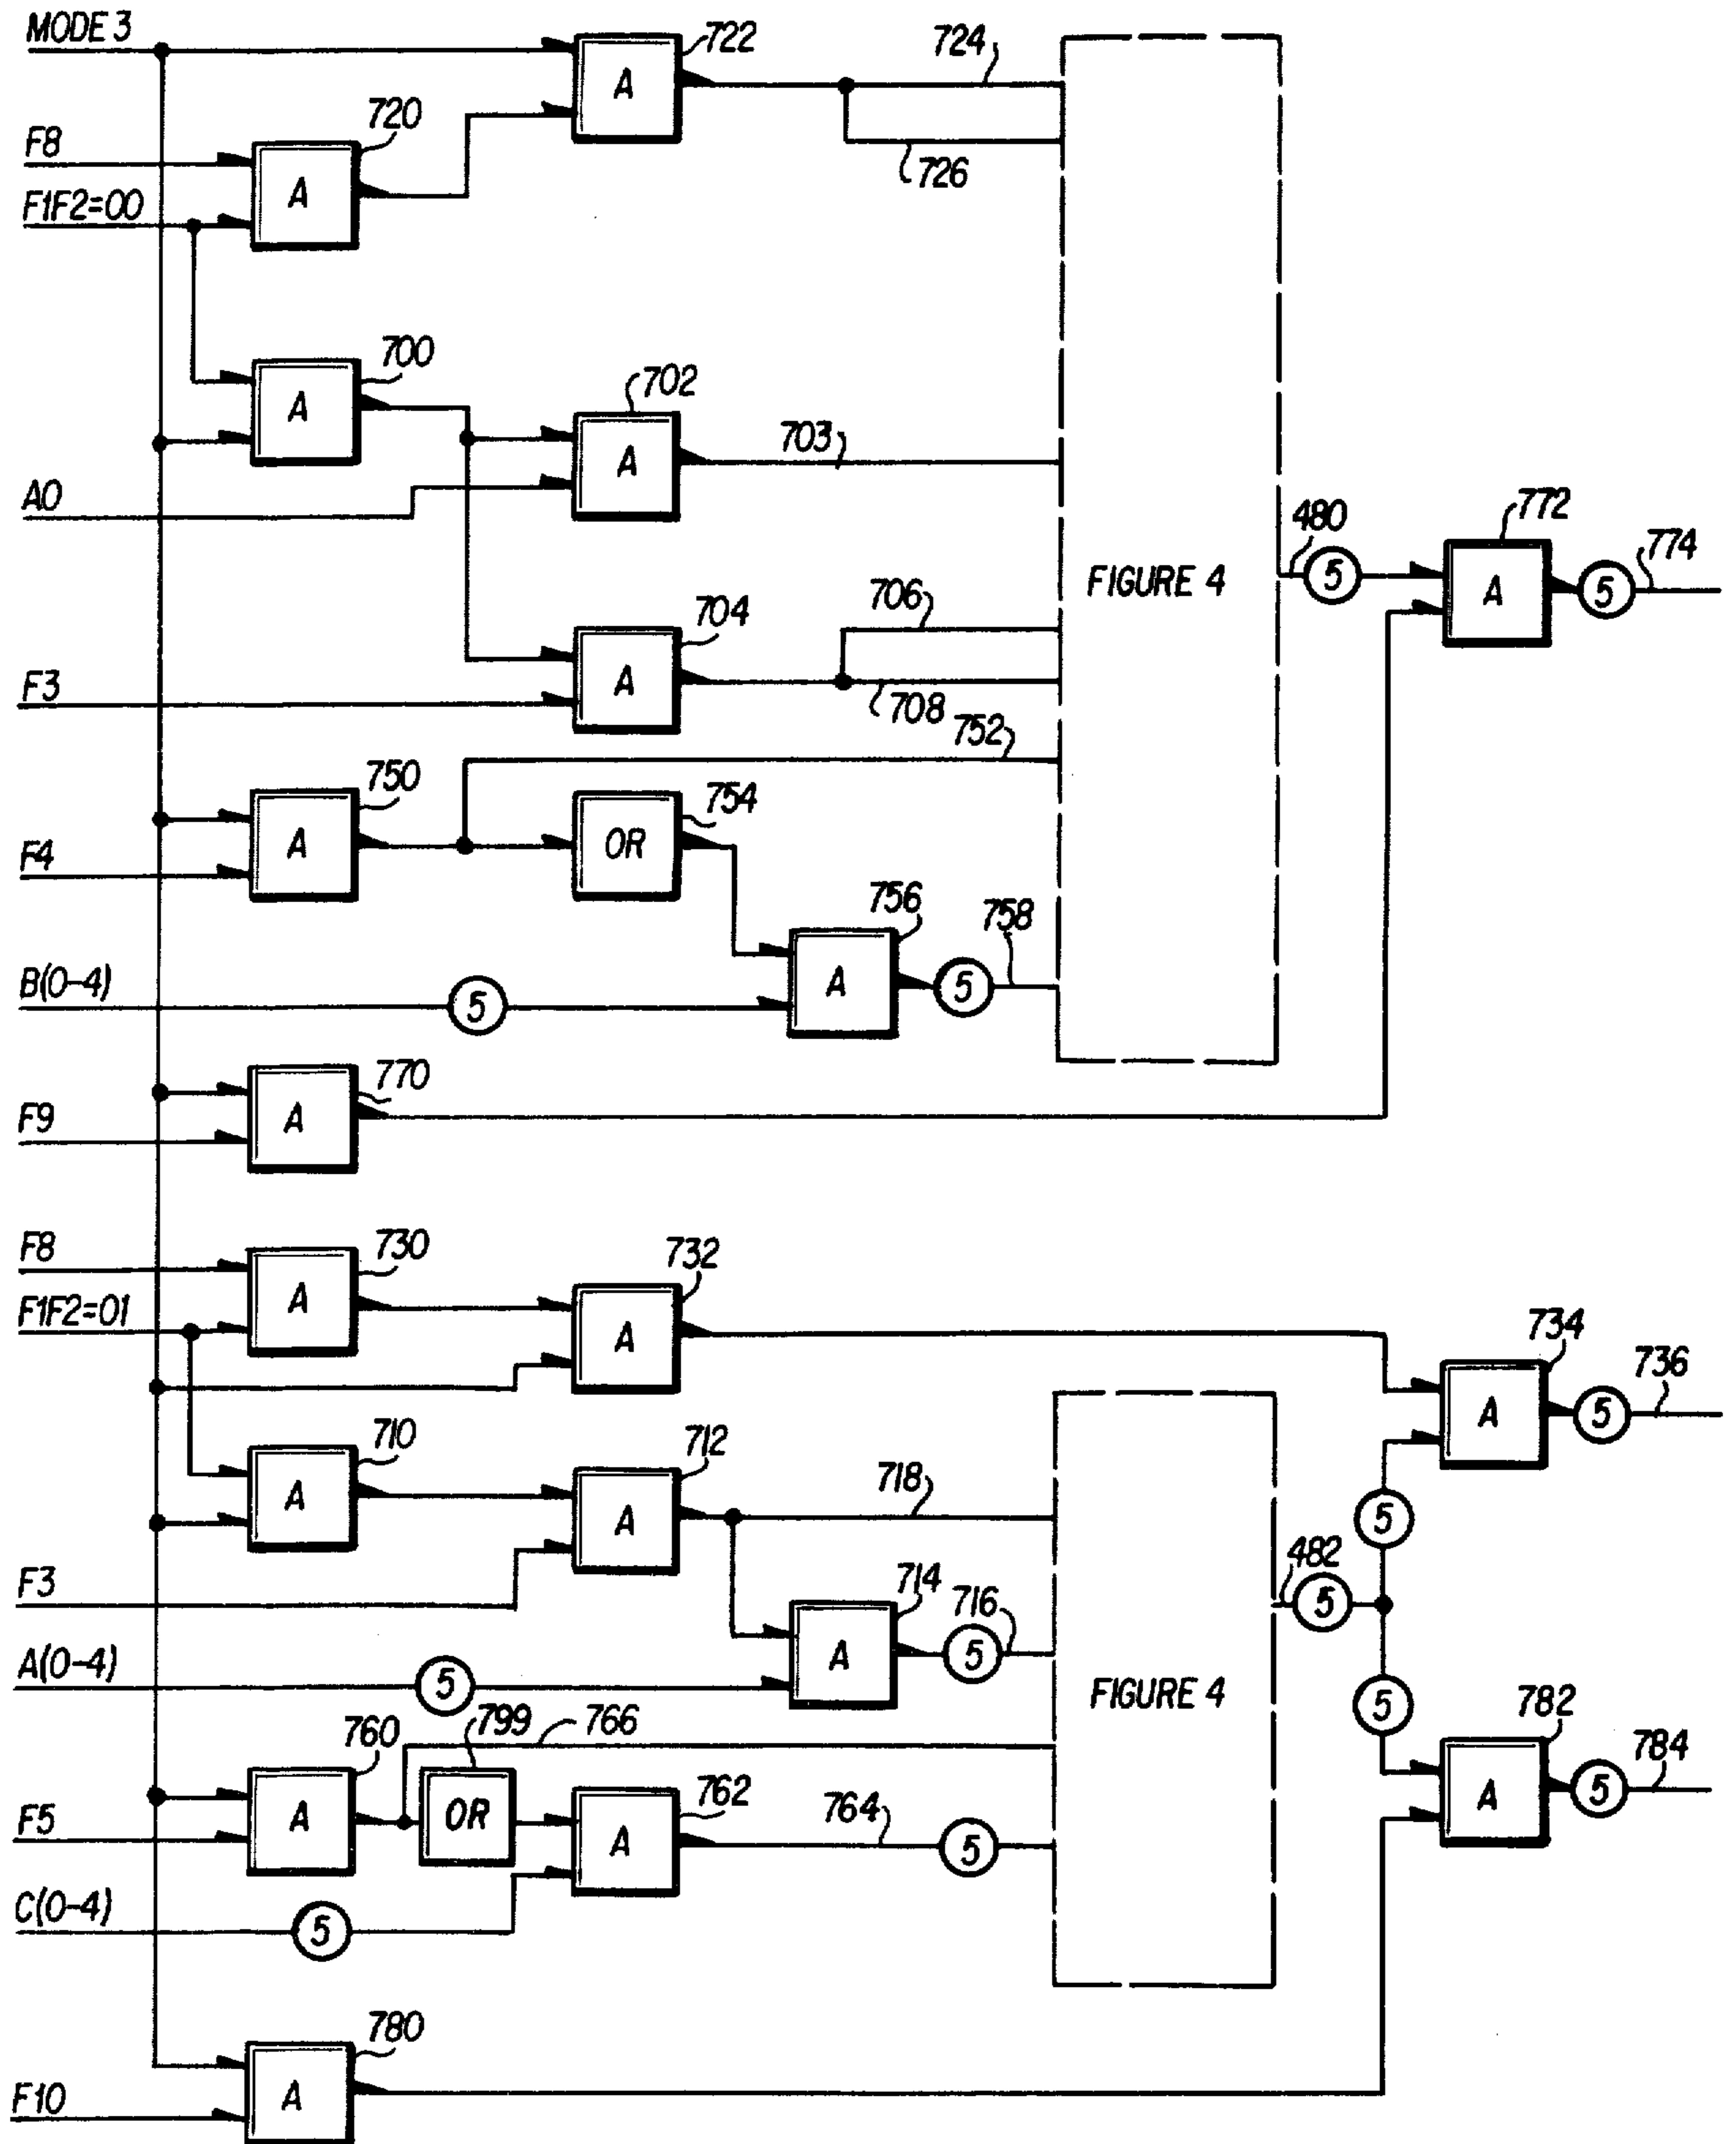 MODE 3
722
724
720
F8
A
726
F1F2=00
A
700
702
A
703
A
A0
480
772
774
5
5
FIGURE 4
A
704
706
A
F3
708
752
750
754
A
OR
F4
756
758
B(0-4)
5
A
5
770
F9
A
F8
730
732
A
F1F2=01
A
734
736
5
A
710
712
718
A
A
5
482
F3
714
716
5
A(0-4)
5
A
5
FIGURE 4
5
760
799
766
782
784
762
A
OR
764
5
A
F5
A
5
C(0-4)
5
780
A
F10